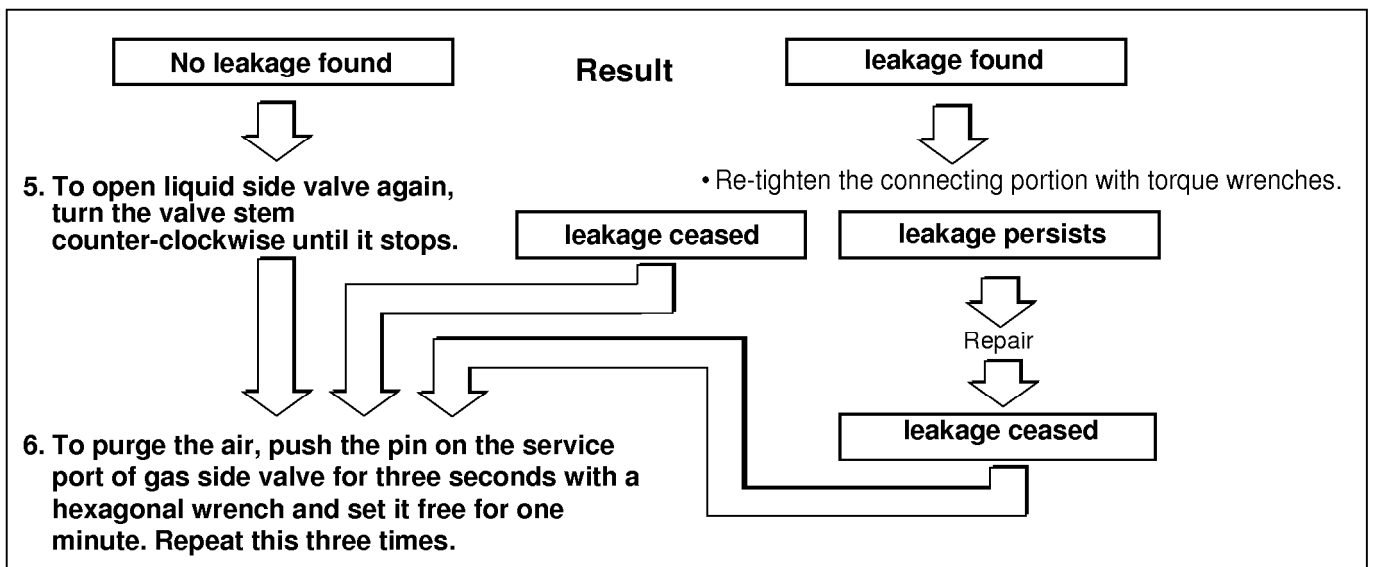 No leakage found
Result
leakage found
5. To open liquid side valve again,
turn the valve stem
counter-clockwise until it stops.
• Re-tighten the connecting portion with torque wrenches.
leakage ceased
leakage persists
Repair
leakage ceased
6. To purge the air, push the pin on the service
port of gas side valve for three seconds with a
hexagonal wrench and set it free for one
minute. Repeat this three times.